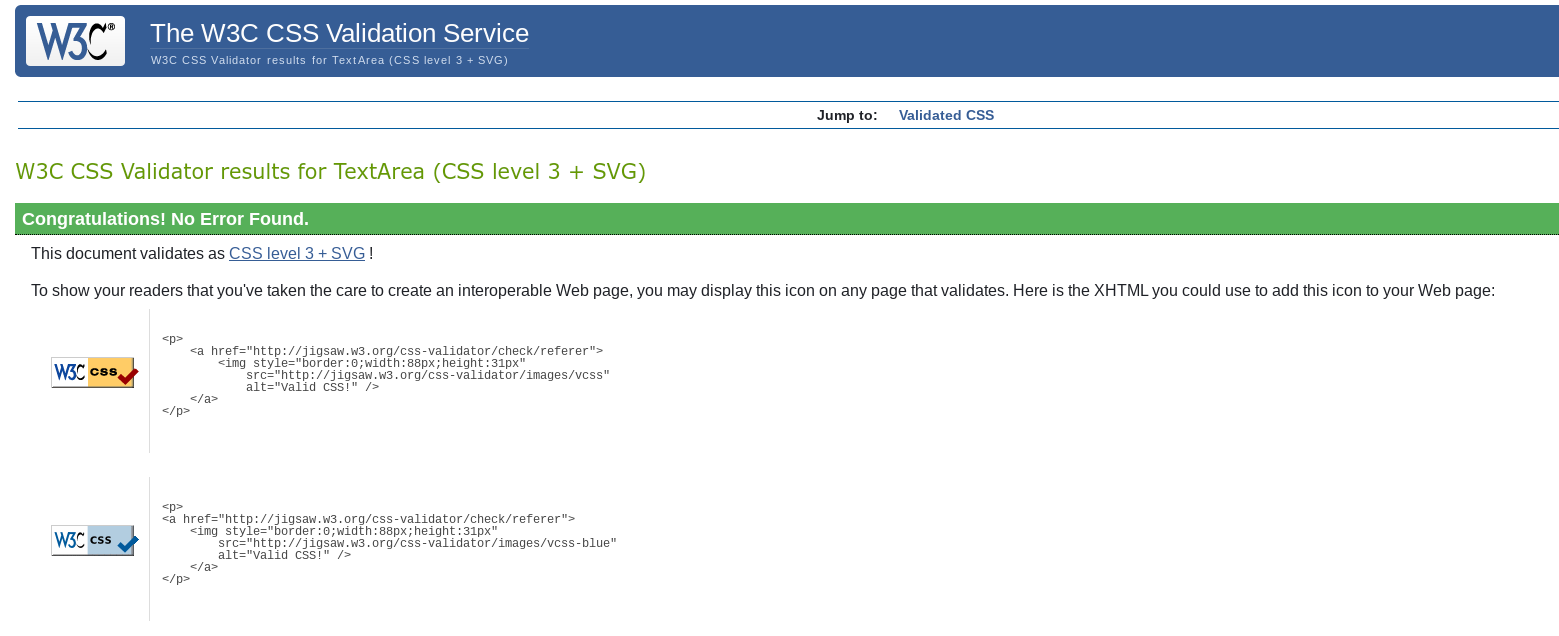 W3C®
The W3C CSS Validation Service
W3C CSS Validator results for TextArea (CSS level 3 + SVG)
Jump to: Validated CSS
W3C CSS Validator results for TextArea (CSS level 3 + SVG)
Congratulations! No Error Found.
This document validates as CSS level 3 + SVG !
To show your readers that you've taken the care to create an interoperable Web page, you may display this icon on any page that validates. Here is the XHTML you could use to add this icon to your Web page:
W3C css
<p>
    <a href="http://jigsaw.w3.org/css-validator/check/referer">
        <img style="border:0;width:88px;height:31px"
            src="http://jigsaw.w3.org/css-validator/images/vcss"
            alt="Valid CSS!" />
    </a>
</p>
W3C css
<p>
<a href="http://jigsaw.w3.org/css-validator/check/referer">
    <img style="border:0;width:88px;height:31px"
        src="http://jigsaw.w3.org/css-validator/images/vcss-blue"
        alt="Valid CSS!" />
    </a>
</p>